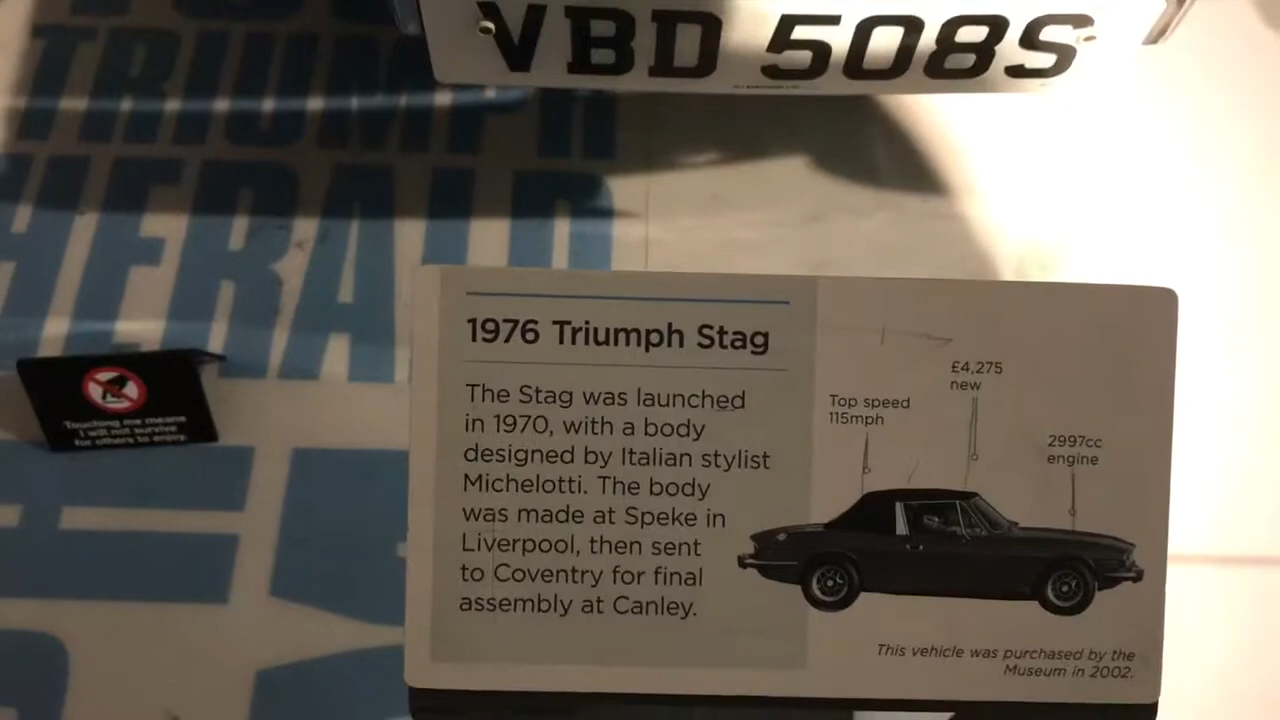 VBD 508S
TRIUMPH
HERALD
1976 Triumph Stag
The Stag was launched
in 1970, with a body
designed by Italian stylist
Michelotti. The body
was made at Speke in
Liverpool, then sent
to Coventry for final
assembly at Canley.
Top speed
115mph
£4,275
new
2997cc
engine
This vehicle was purchased by the
Museum in 2002.
Touching me means
I will not survive
for others to enjoy.